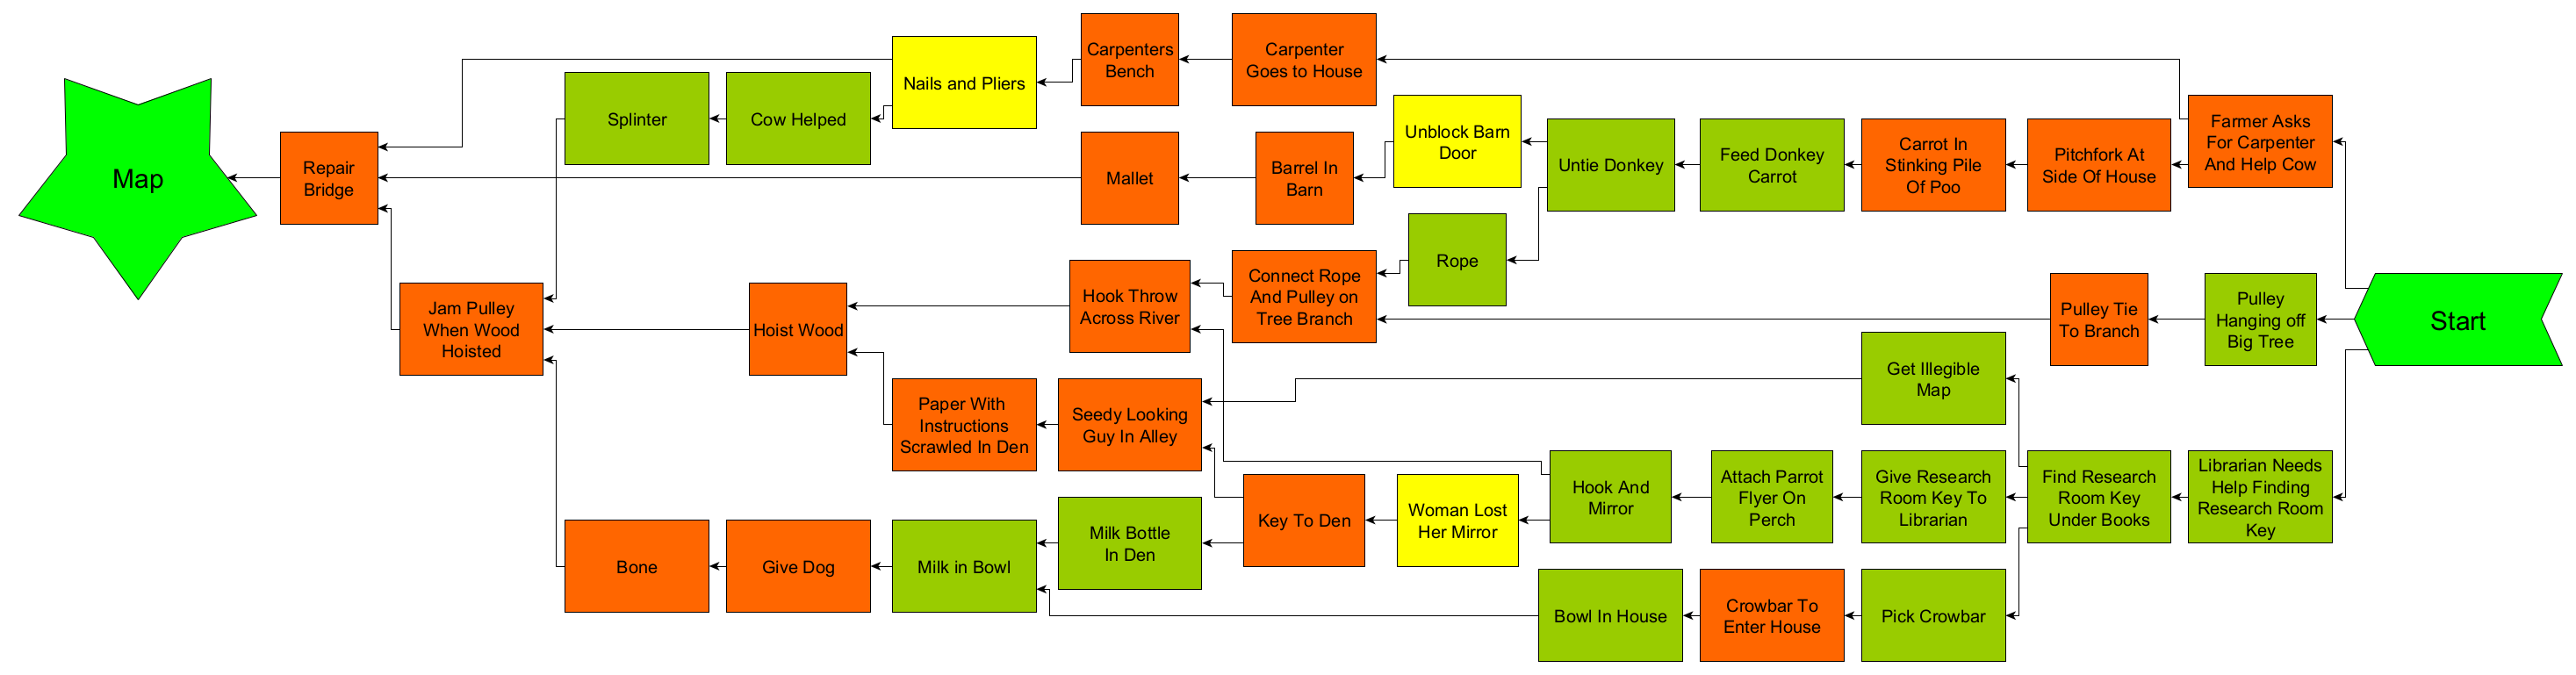 Map
Repair
Bridge
Splinter
Cow Helped
Nails and Pliers
Carpenters
Bench
Carpenter
Goes to House
Mallet
Barrel In
Barn
Unblock Barn
Door
Untie Donkey
Feed Donkey
Carrot
Carrot In
Stinking Pile
Of Poo
Pitchfork At
Side Of House
Farmer Asks
For Carpenter
And Help Cow
Rope
Jam Pulley
When Wood
Hoisted
Hoist Wood
Hook Throw
Across River
Connect Rope
And Pulley on
Tree Branch
Pulley Tie
To Branch
Pulley
Hanging off
Big Tree
Start
Paper With
Instructions
Scrawled In Den
Seedy Looking
Guy In Alley
Get Illegible
Map
Key To Den
Woman Lost
Her Mirror
Hook And
Mirror
Attach Parrot
Flyer On
Perch
Give Research
Room Key To
Librarian
Find Research
Room Key
Under Books
Librarian Needs
Help Finding
Research Room
Key
Bone
Give Dog
Milk in Bowl
Milk Bottle
In Den
Bowl In House
Crowbar To
Enter House
Pick Crowbar